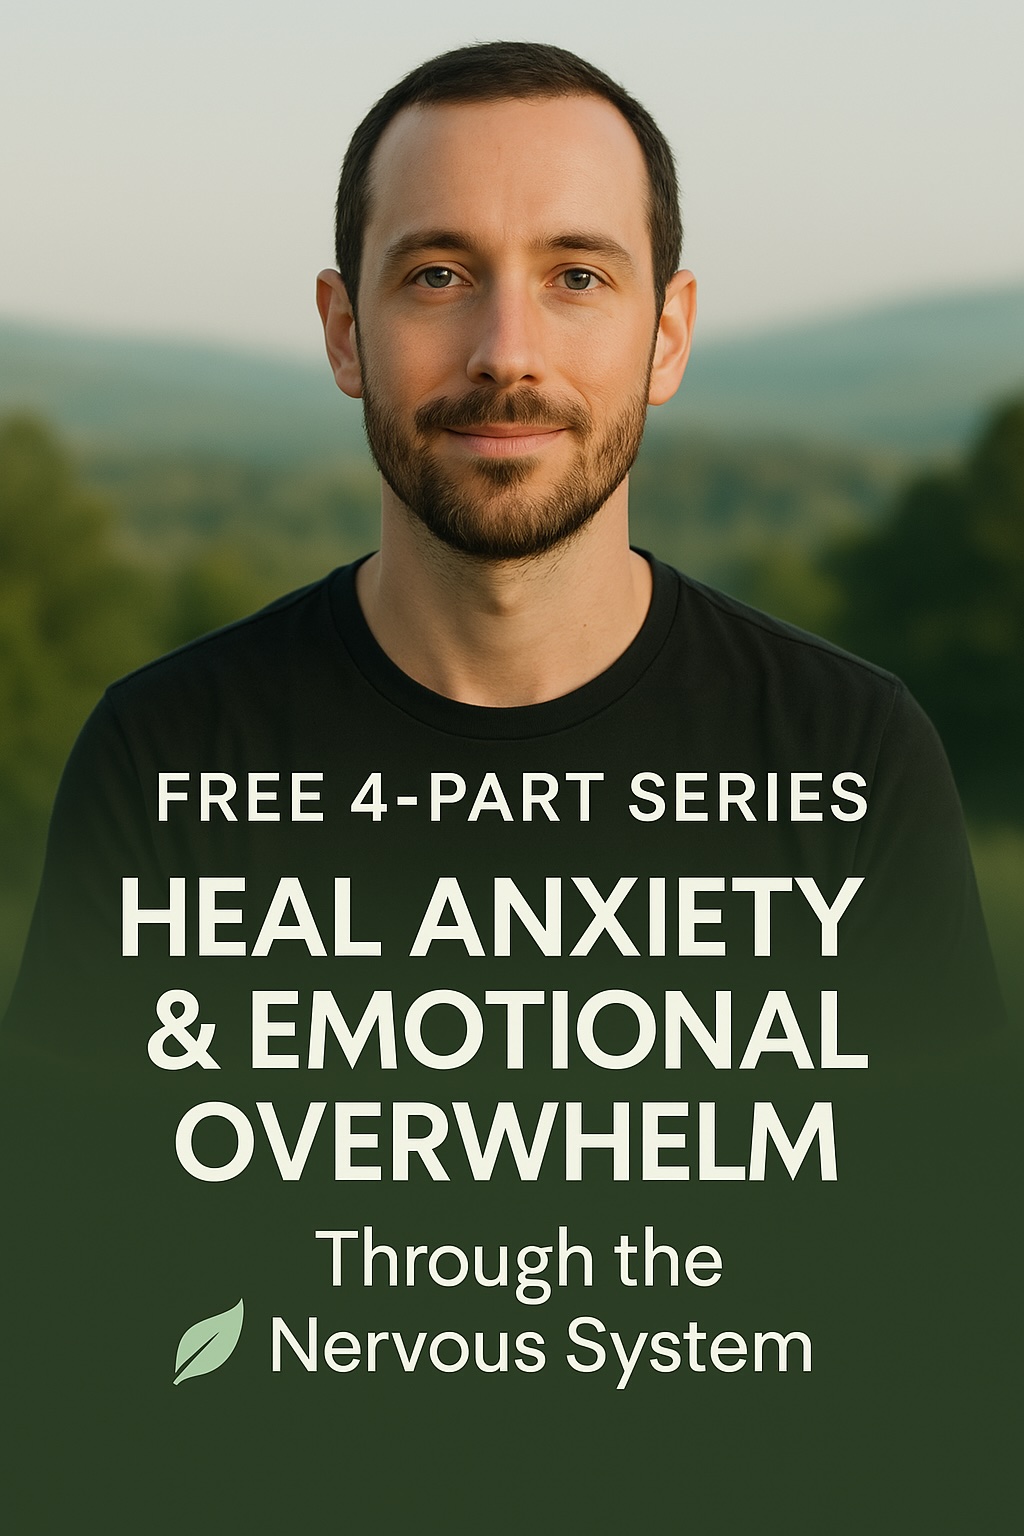 FREE 4-PART SERIES
HEAL ANXIETY
& EMOTIONAL
OVERWHELM
Through the
Nervous System